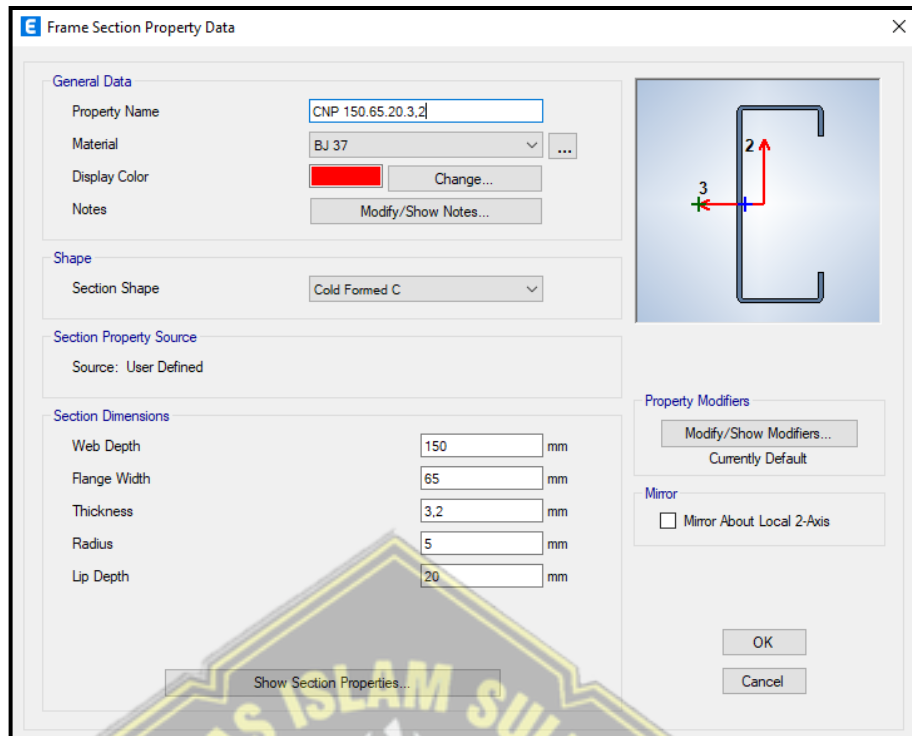 Frame Section Property Data
General Data
Property Name CNP 150.65.20.3,2
Material BJ 37 ...
Display Color Change...
Notes Modify/Show Notes...
2
3
Shape
Section Shape Cold Formed C
Section Property Source
Source: User Defined
Section Dimensions
Web Depth 150 mm
Flange Width 65 mm
Thickness 3,2 mm
Radius 5 mm
Lip Depth 20 mm
Show Section Properties...
Property Modifiers
Modify/Show Modifiers...
Currently Default
Mirror
Mirror About Local 2-Axis
OK
Cancel
ISLAM